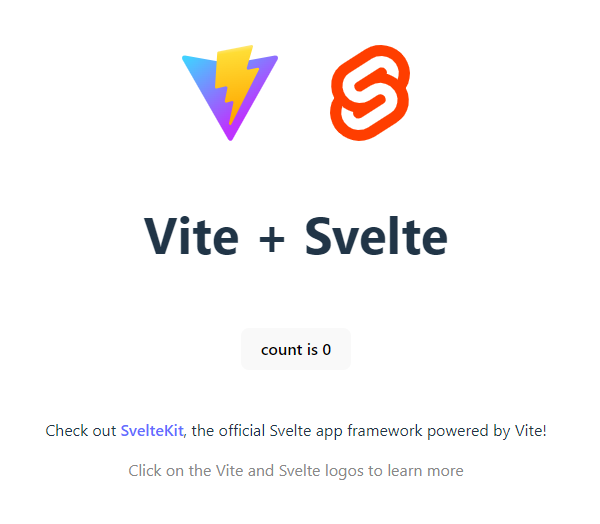 Vite + Svelte
count is 0
Check out SvelteKit, the official Svelte app framework powered by Vite!
Click on the Vite and Svelte logos to learn more